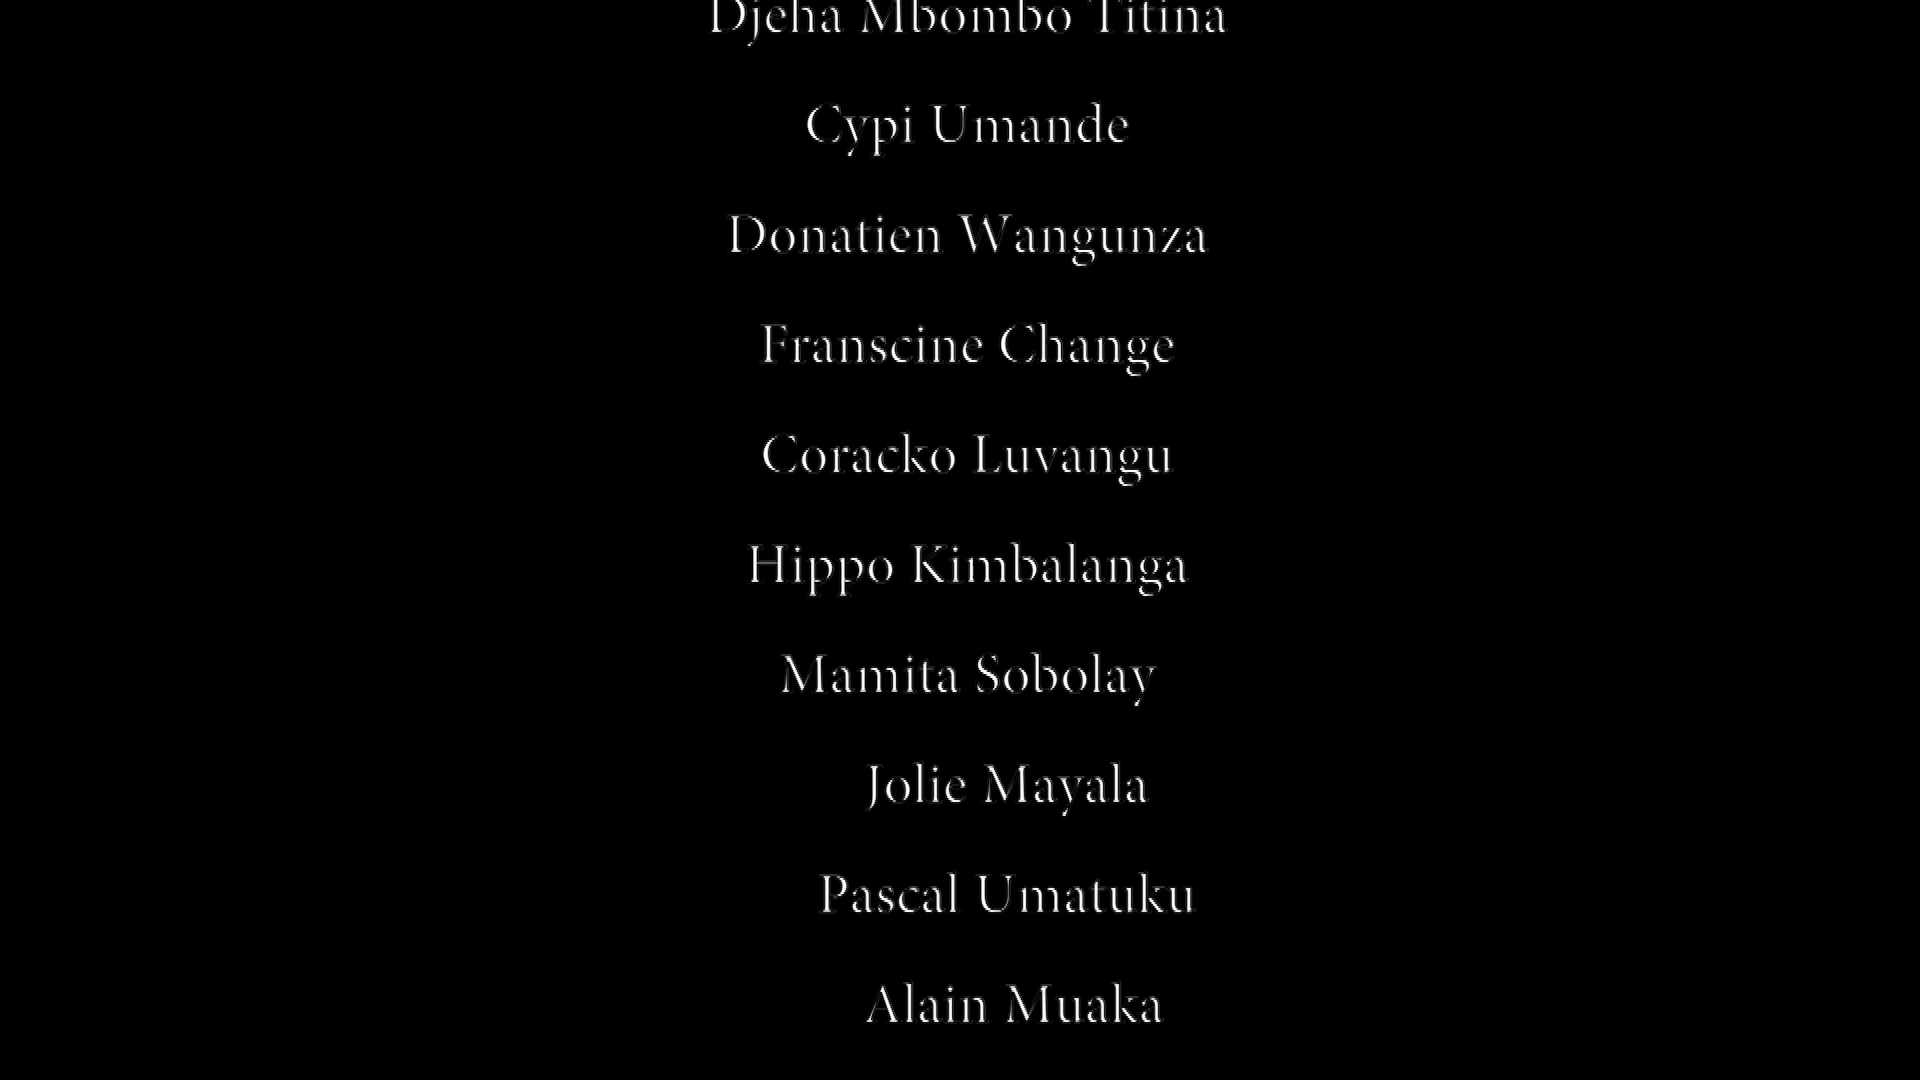 Djeha Mbombo Titina
Cypi Umande
Donatien Wangunza
Franscine Change
Coracko Luvangu
Hippo Kimbalanga
Mamita Sobolay
Jolie Mayala
Pascal Umatuku
Alain Muaka